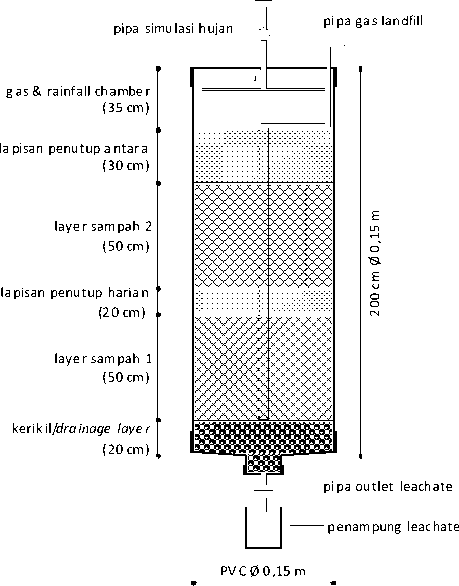 pipa simulasi hujan
pipa gas landfill
gas & rainfall chamber
(35 cm)
lapisan penutup antara
(30 cm)
layer sampah 2
(50 cm)
lapisan penutup harian
(20 cm)
layer sampah 1
(50 cm)
kerikil/drainage layer
(20 cm)
200 cm Ø 0,15 m
pipa outlet leachate
penampung leachate
PVC Ø 0,15 m